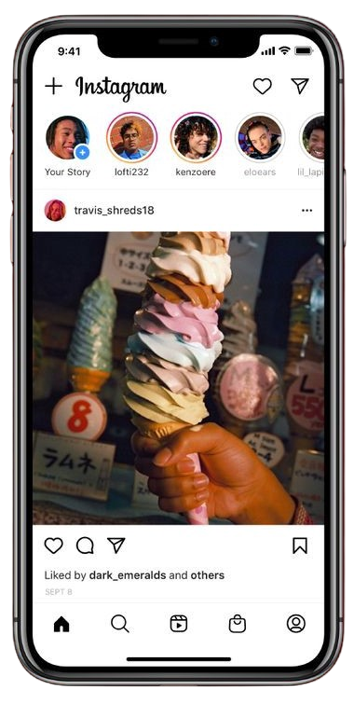 9:41
Instagram
Your Story
lofti232
kenzoere
eloears
lil_lapi
travis_shreds18
8
ラムネ
L
550
Liked by dark_emeralds and others
SEPT 8